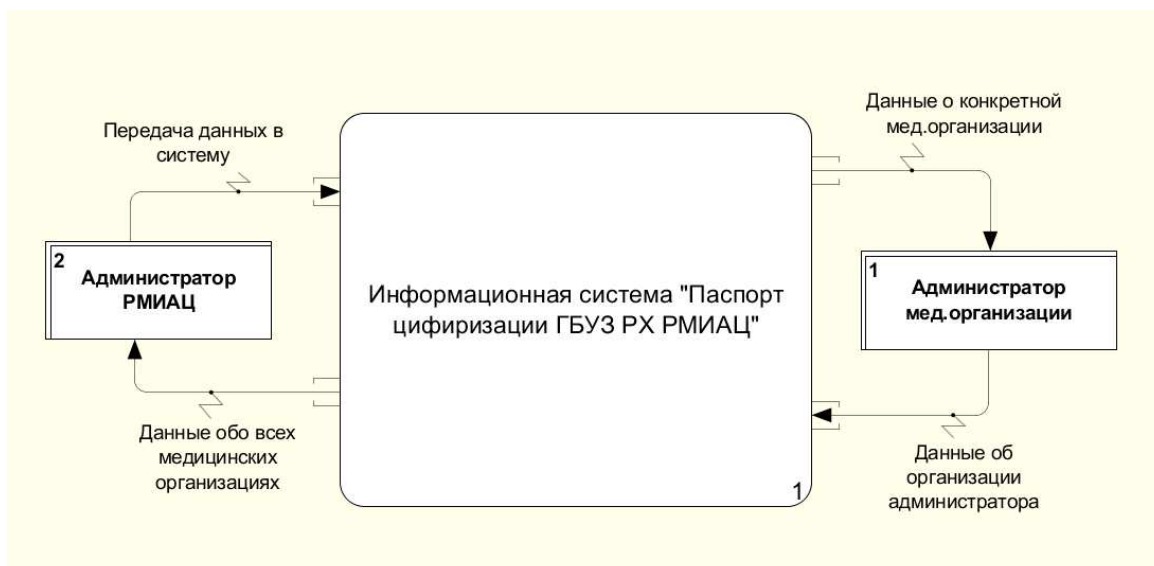 Передача данных в
систему
Данные о конкретной
мед.организации
2
Администратор
РМИАЦ
Информационная система "Паспорт
цифиризации ГБУЗ РХ РМИАЦ"
1
1
Администратор
мед.организации
Данные обо всех
медицинских
организациях
Данные об
организации
администратора